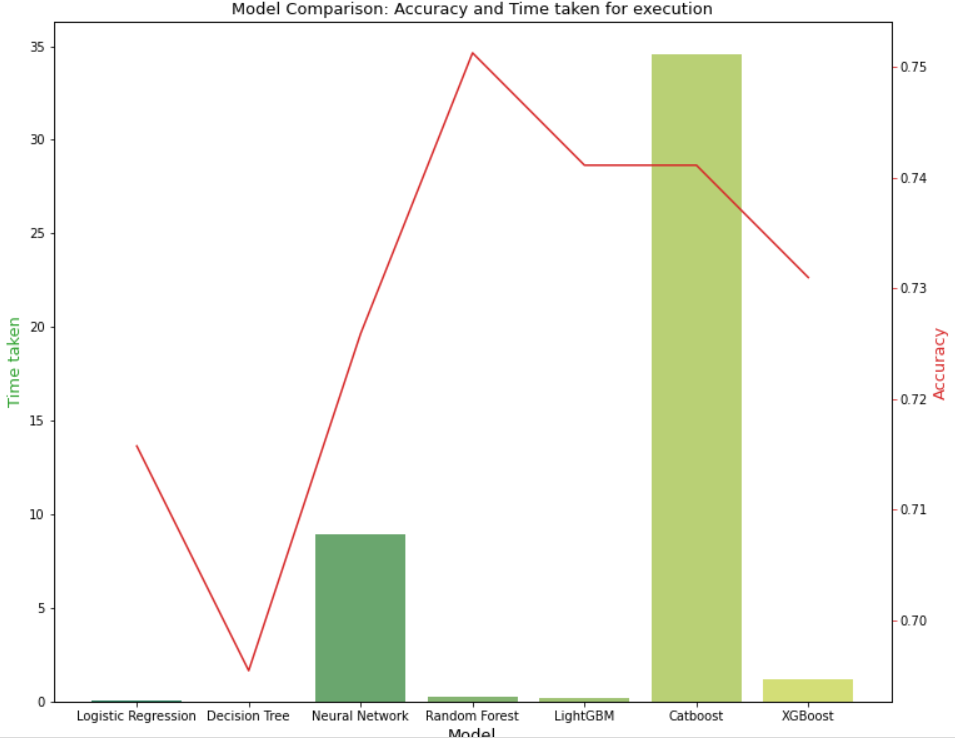 Model Comparison: Accuracy and Time taken for execution
35
30
25
20
15
10
5
0
Time taken
0.75
0.74
0.73
0.72
0.71
0.70
Accuracy
Logistic Regression Decision Tree Neural Network Random Forest LightGBM Catboost XGBoost
Model